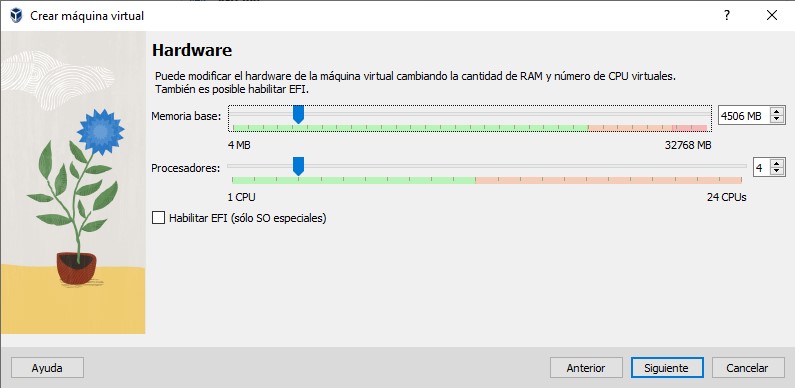 Crear máquina virtual
Hardware
Puede modificar el hardware de la máquina virtual cambiando la cantidad de RAM y número de CPU virtuales.
También es posible habilitar EFI.
Memoria base:
4506 MB
4 MB
32768 MB
Procesadores:
4
1 CPU
24 CPUs
Habilitar EFI (sólo SO especiales)
Ayuda
Anterior
Siguiente
Cancelar